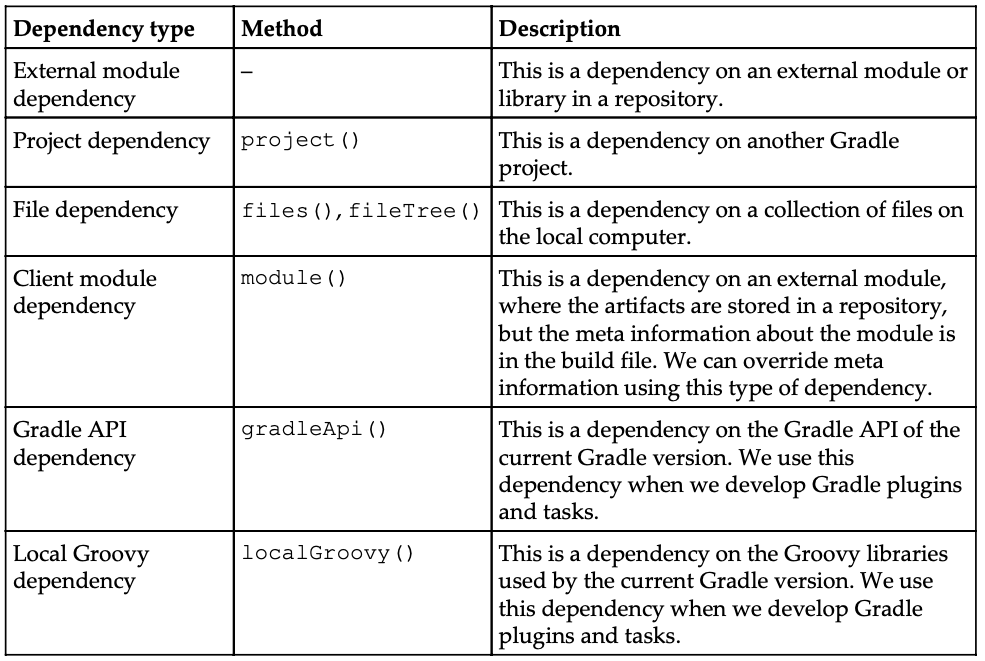 Dependency type Method Description
External module – This is a dependency on an external module or
dependency library in a repository.
Project dependency project() This is a dependency on another Gradle
project.
File dependency files(),fileTree() This is a dependency on a collection of files on
the local computer.
Client module module() This is a dependency on an external module,
dependency where the artifacts are stored in a repository,
but the meta information about the module is
in the build file. We can override meta
information using this type of dependency.
Gradle API gradleApi() This is a dependency on the Gradle API of the
dependency current Gradle version. We use this
dependency when we develop Gradle plugins
and tasks.
Local Groovy localGroovy() This is a dependency on the Groovy libraries
dependency used by the current Gradle version. We use
this dependency when we develop Gradle
plugins and tasks.